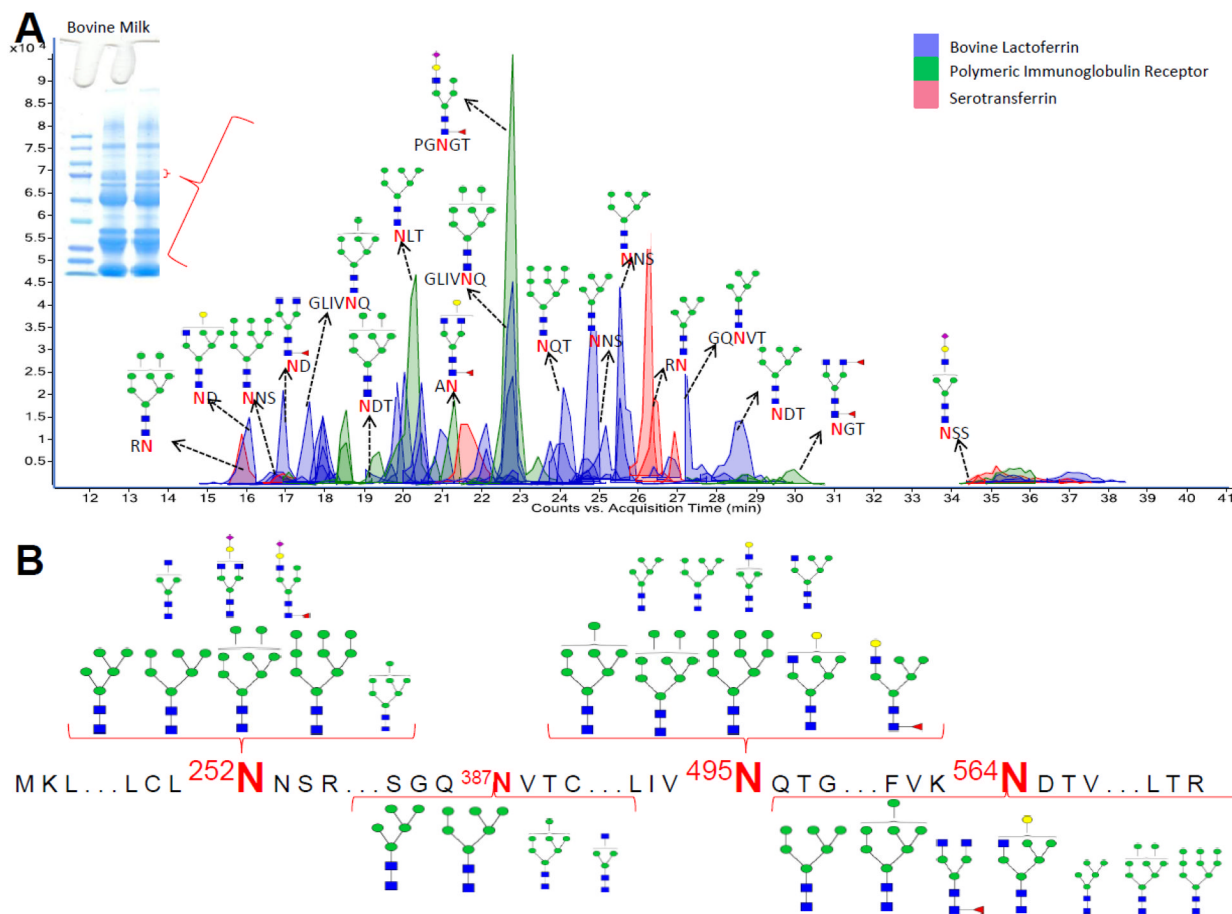 A
Bovine Milk
x10 4
9
8.5
8
7.5
7
6.5
6
5.5
5
4.5
4
3.5
3
2.5
2
1.5
1
0.5
Bovine Lactoferrin
Polymeric Immunoglobulin Receptor
Serotransferrin
RN
ND
NNS
ND
GLIVNQ
NDT
NLT
AN
GLIVNQ
PGNGT
NQT
NNS
NNS
RN
GQNVT
NDT
NGT
NSS
12 13 14 15 16 17 18 19 20 21 22 23 24 25 26 27 28 29 30 31 32 33 34 35 36 37 38 39 40 41
Counts vs. Acquisition Time (min)
B
MKL...LCL 252N NSR...SGQ 387N VTC...LIV 495N QTG...FVK 564N DTV...LTR